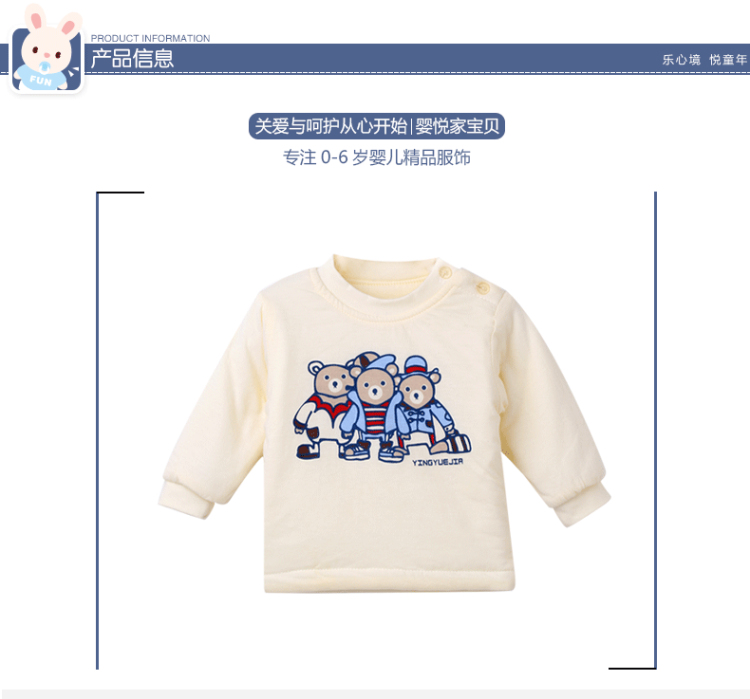 PRODUCT INFORMATION
产品信息
FUN
乐心境 悦童年
关爱与呵护从心开始|婴悦家宝贝
专注 0-6 岁婴儿精品服饰
YINGYUEJIA